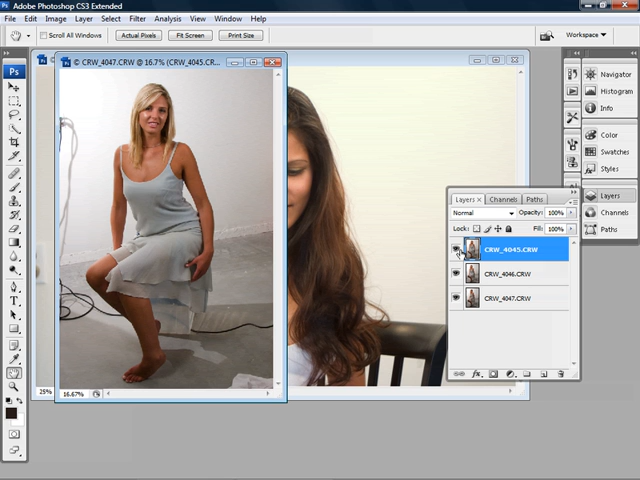 Adobe Photoshop CS3 Extended
File Edit Image Layer Select Filter Analysis View Window Help
Scroll All Windows Actual Pixels Fit Screen Print Size Workspace
© CRW_4047.CRW @ 16.7% (CRW_4045.CR...
Ps
Navigator
Histogram
Info
Color
Swatches
Styles
Layers
Channels
Paths
Layers Channels Paths
Normal Opacity: 100%
Lock: Fill: 100%
CRW_4045.CRW
CRW_4046.CRW
CRW_4047.CRW
25%
16.67%